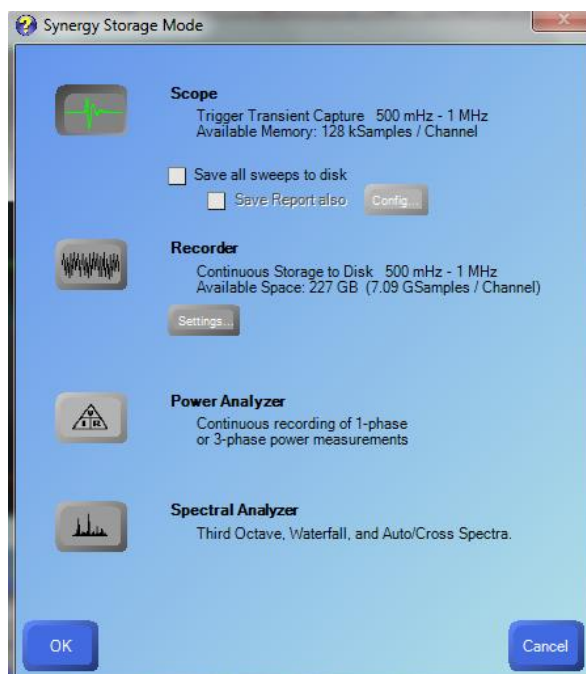 Synergy Storage Mode
Scope
Trigger Transient Capture 500 mHz - 1 MHz
Available Memory: 128 kSamples / Channel
Save all sweeps to disk
Save Report also
Config...
Recorder
Continuous Storage to Disk 500 mHz - 1 MHz
Available Space: 227 GB (7.09 GSamples / Channel)
Settings...
V
I R
Power Analyzer
Continuous recording of 1-phase
or 3-phase power measurements
Spectral Analyzer
Third Octave, Waterfall, and Auto/Cross Spectra.
OK
Cancel